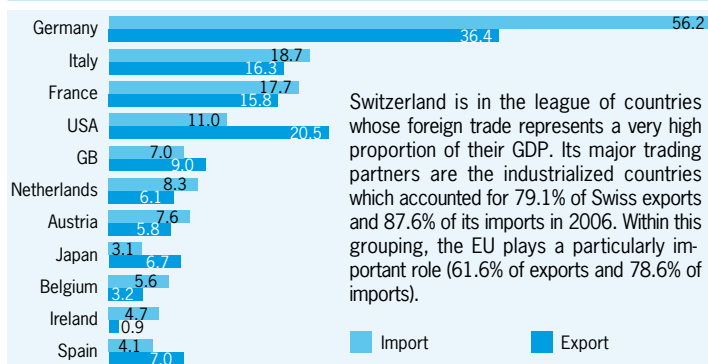 Germany
56.2
36.4
Italy
18.7
16.3
France
17.7
15.8
USA
11.0
20.5
GB
7.0
9.0
Netherlands
8.3
6.1
Austria
7.6
5.8
Japan
3.1
6.7
Belgium
5.6
3.2
Ireland
4.7
0.9
Spain
4.1
7.0
Switzerland is in the league of countries
whose foreign trade represents a very high
proportion of their GDP. Its major trading
partners are the industrialized countries
which accounted for 79.1% of Swiss exports
and 87.6% of its imports in 2006. Within this
grouping, the EU plays a particularly im-
portant role (61.6% of exports and 78.6% of
imports).
Import
Export